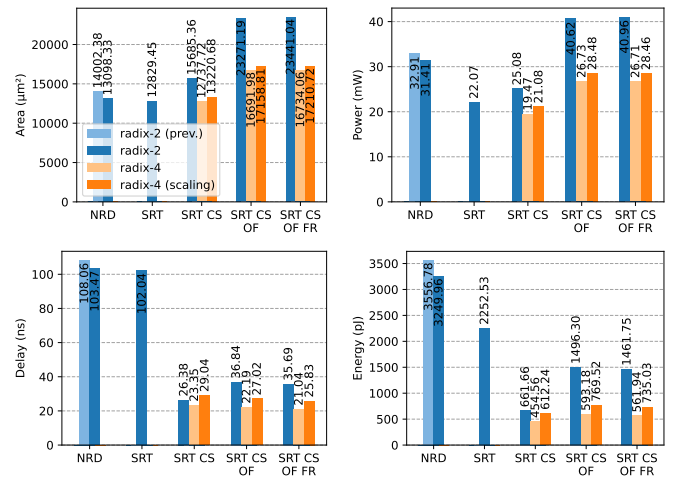 Area (μm²)
20000
15000
10000
5000
0
14002.38
13098.33
12829.45
15685.36
12737.72
13220.68
23271.19
16691.98
17158.81
23441.04
16734.06
17210.72
radix-2 (prev.)
radix-2
radix-4
radix-4 (scaling)
NRD
SRT
SRT CS
SRT CS
OF
SRT CS
OF FR
Power (mW)
40
30
20
10
0
32.91
31.41
22.07
25.08
19.47
21.08
40.62
26.73
28.48
40.96
26.71
28.46
NRD
SRT
SRT CS
SRT CS
OF
SRT CS
OF FR
Delay (ns)
100
80
60
40
20
0
108.06
103.47
102.04
26.38
23.35
29.04
36.84
22.19
27.02
35.69
21.04
25.83
NRD
SRT
SRT CS
SRT CS
OF
SRT CS
OF FR
Energy (pJ)
3500
3000
2500
2000
1500
1000
500
0
3556.78
3249.96
2252.53
661.66
454.56
612.24
1496.30
593.18
769.52
1461.75
561.94
735.03
NRD
SRT
SRT CS
SRT CS
OF
SRT CS
OF FR